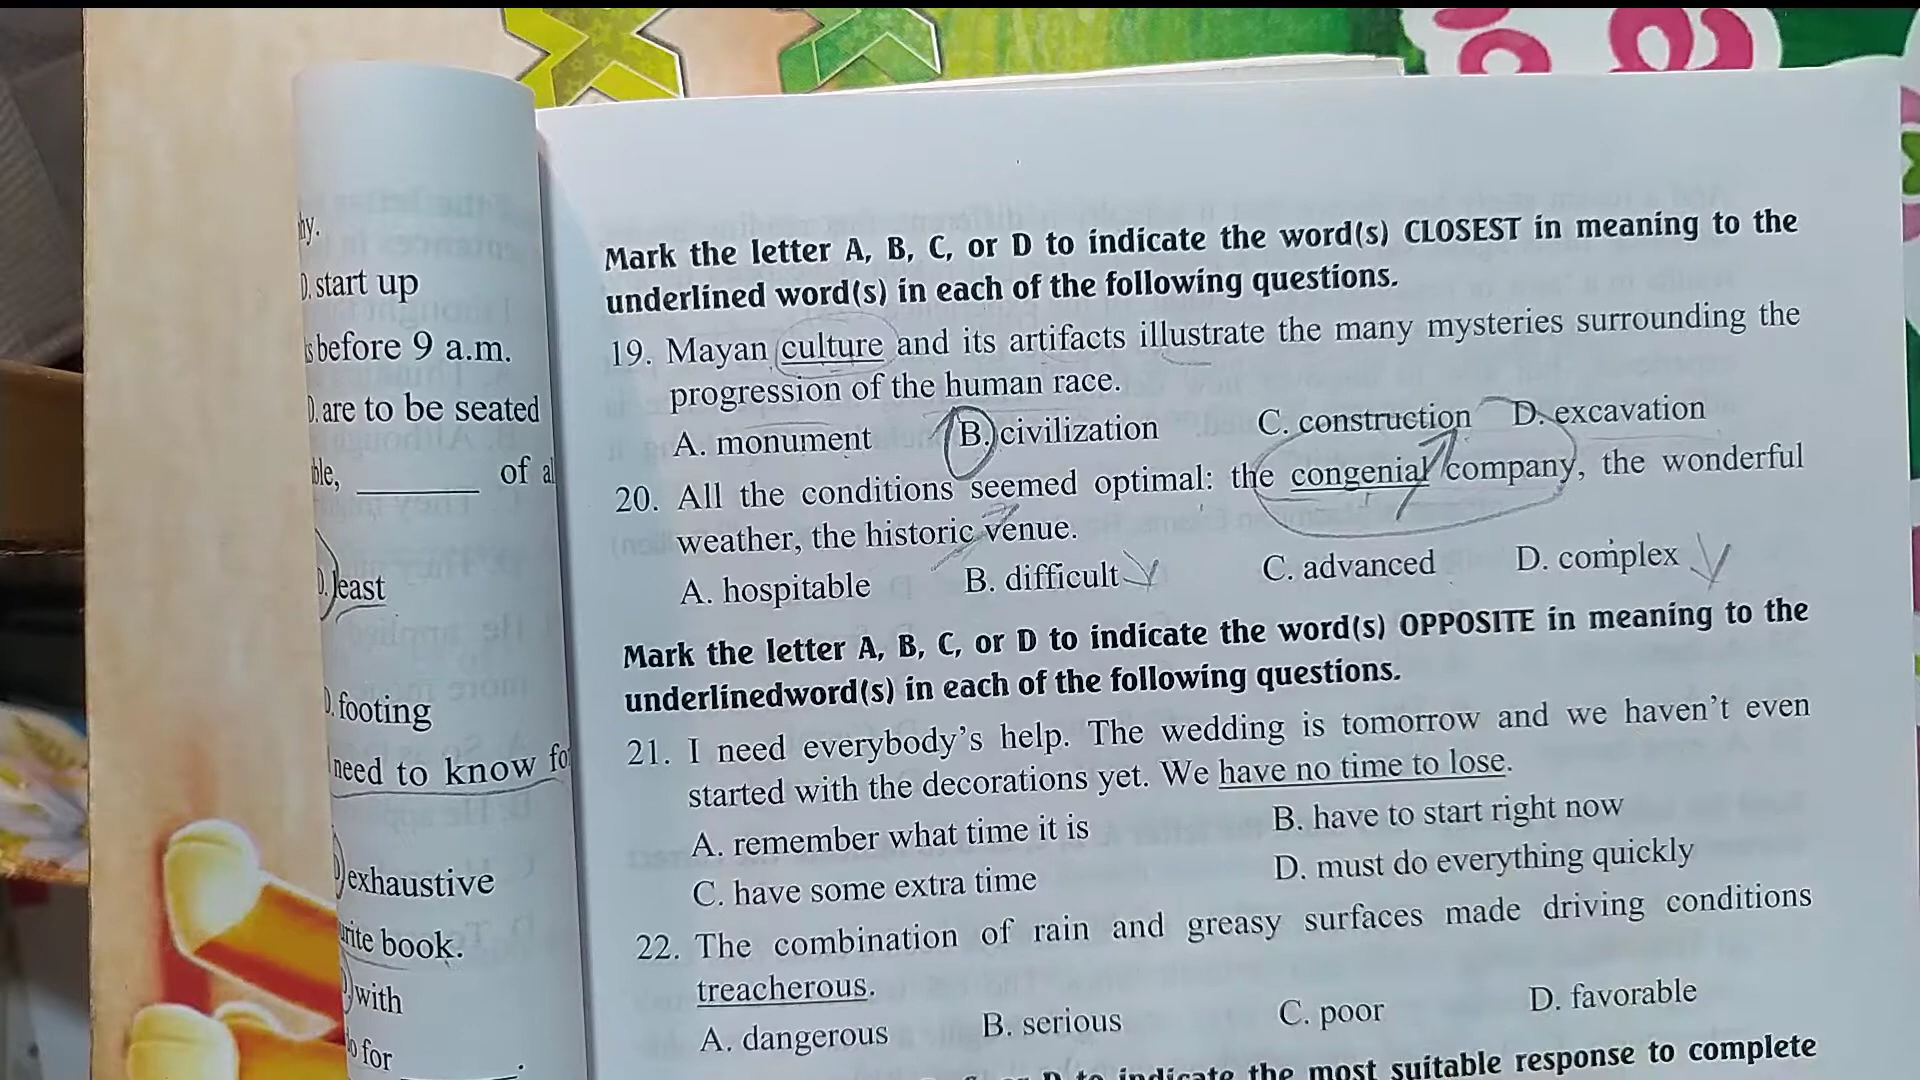 hy.
D. start up
s before 9 a.m.
D. are to be seated
ble, ________ of al
D. least
D. footing
need to know fo
D exhaustive
urite book.
D with
lo for ________.
Mark the letter A, B, C, or D to indicate the word(s) CLOSEST in meaning to the
underlined word(s) in each of the following questions.
19. Mayan culture and its artifacts illustrate the many mysteries surrounding the
progression of the human race.
A. monument B. civilization C. construction D. excavation
20. All the conditions seemed optimal: the congenial company, the wonderful
weather, the historic venue.
A. hospitable B. difficult C. advanced D. complex
Mark the letter A, B, C, or D to indicate the word(s) OPPOSITE in meaning to the
underlinedword(s) in each of the following questions.
21. I need everybody's help. The wedding is tomorrow and we haven't even
started with the decorations yet. We have no time to lose.
A. remember what time it is B. have to start right now
C. have some extra time D. must do everything quickly
22. The combination of rain and greasy surfaces made driving conditions
treacherous.
A. dangerous B. serious C. poor D. favorable
D to indicate the most suitable response to complete